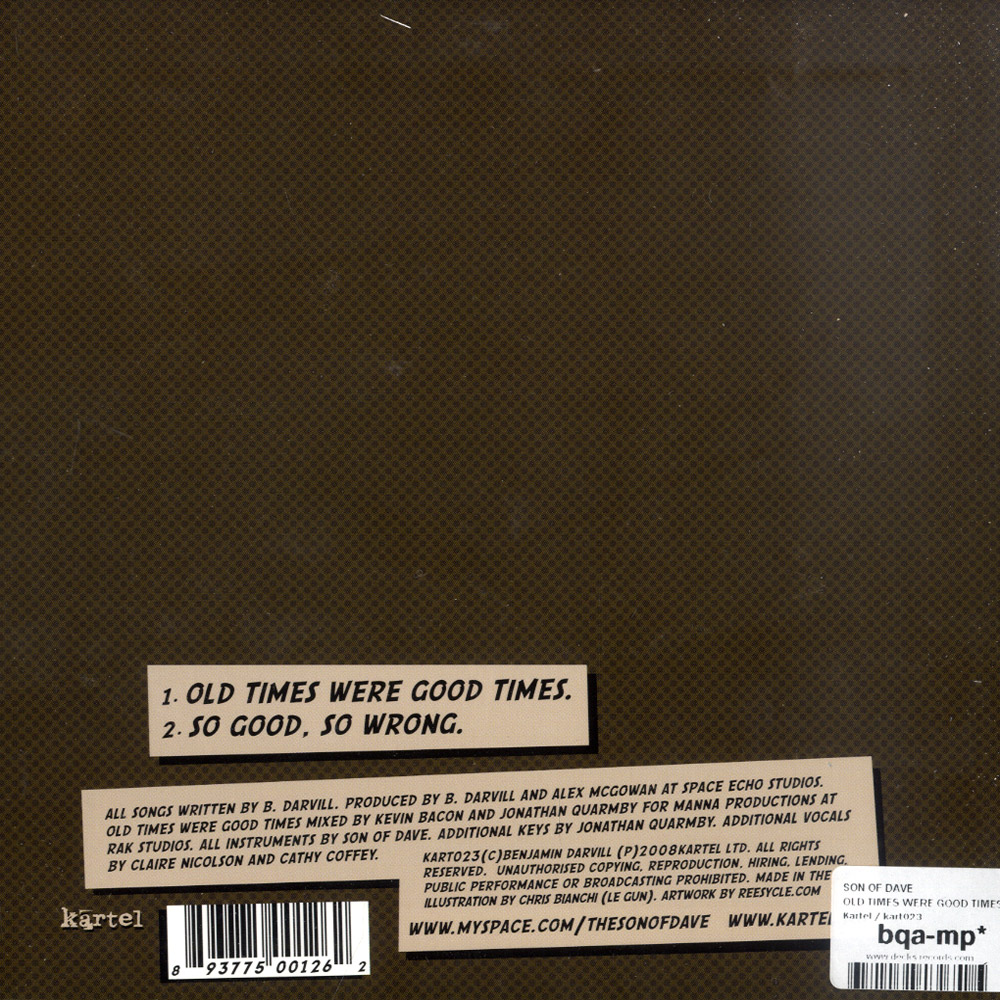 1. OLD TIMES WERE GOOD TIMES.
2. SO GOOD, SO WRONG.
ALL SONGS WRITTEN BY B. DARVILL. PRODUCED BY B. DARVILL AND ALEX MCGOWAN AT SPACE ECHO STUDIOS.
OLD TIMES WERE GOOD TIMES MIXED BY KEVIN BACON AND JONATHAN QUARMBY FOR MANNA PRODUCTIONS AT
RAK STUDIOS. ALL INSTRUMENTS BY SON OF DAVE. ADDITIONAL KEYS BY JONATHAN QUARMBY. ADDITIONAL VOCALS
BY CLAIRE NICOLSON AND CATHY COFFEY.
KART023(C)BENJAMIN DARVILL (P)2008KARTEL LTD. ALL RIGHTS
RESERVED. UNAUTHORISED COPYING, REPRODUCTION, HIRING, LENDING,
PUBLIC PERFORMANCE OR BROADCASTING PROHIBITED. MADE IN THE
ILLUSTRATION BY CHRIS BIANCHI (LE GUN). ARTWORK BY REESYCLE.COM
WWW.MYSPACE.COM/THESONOFDAVE WWW.KARTEL
kartel
8 93775 00126 2
SON OF DAVE
OLD TIMES WERE GOOD TIMES
Kartel / kart023
bqa-mp*
www.decks.records.com